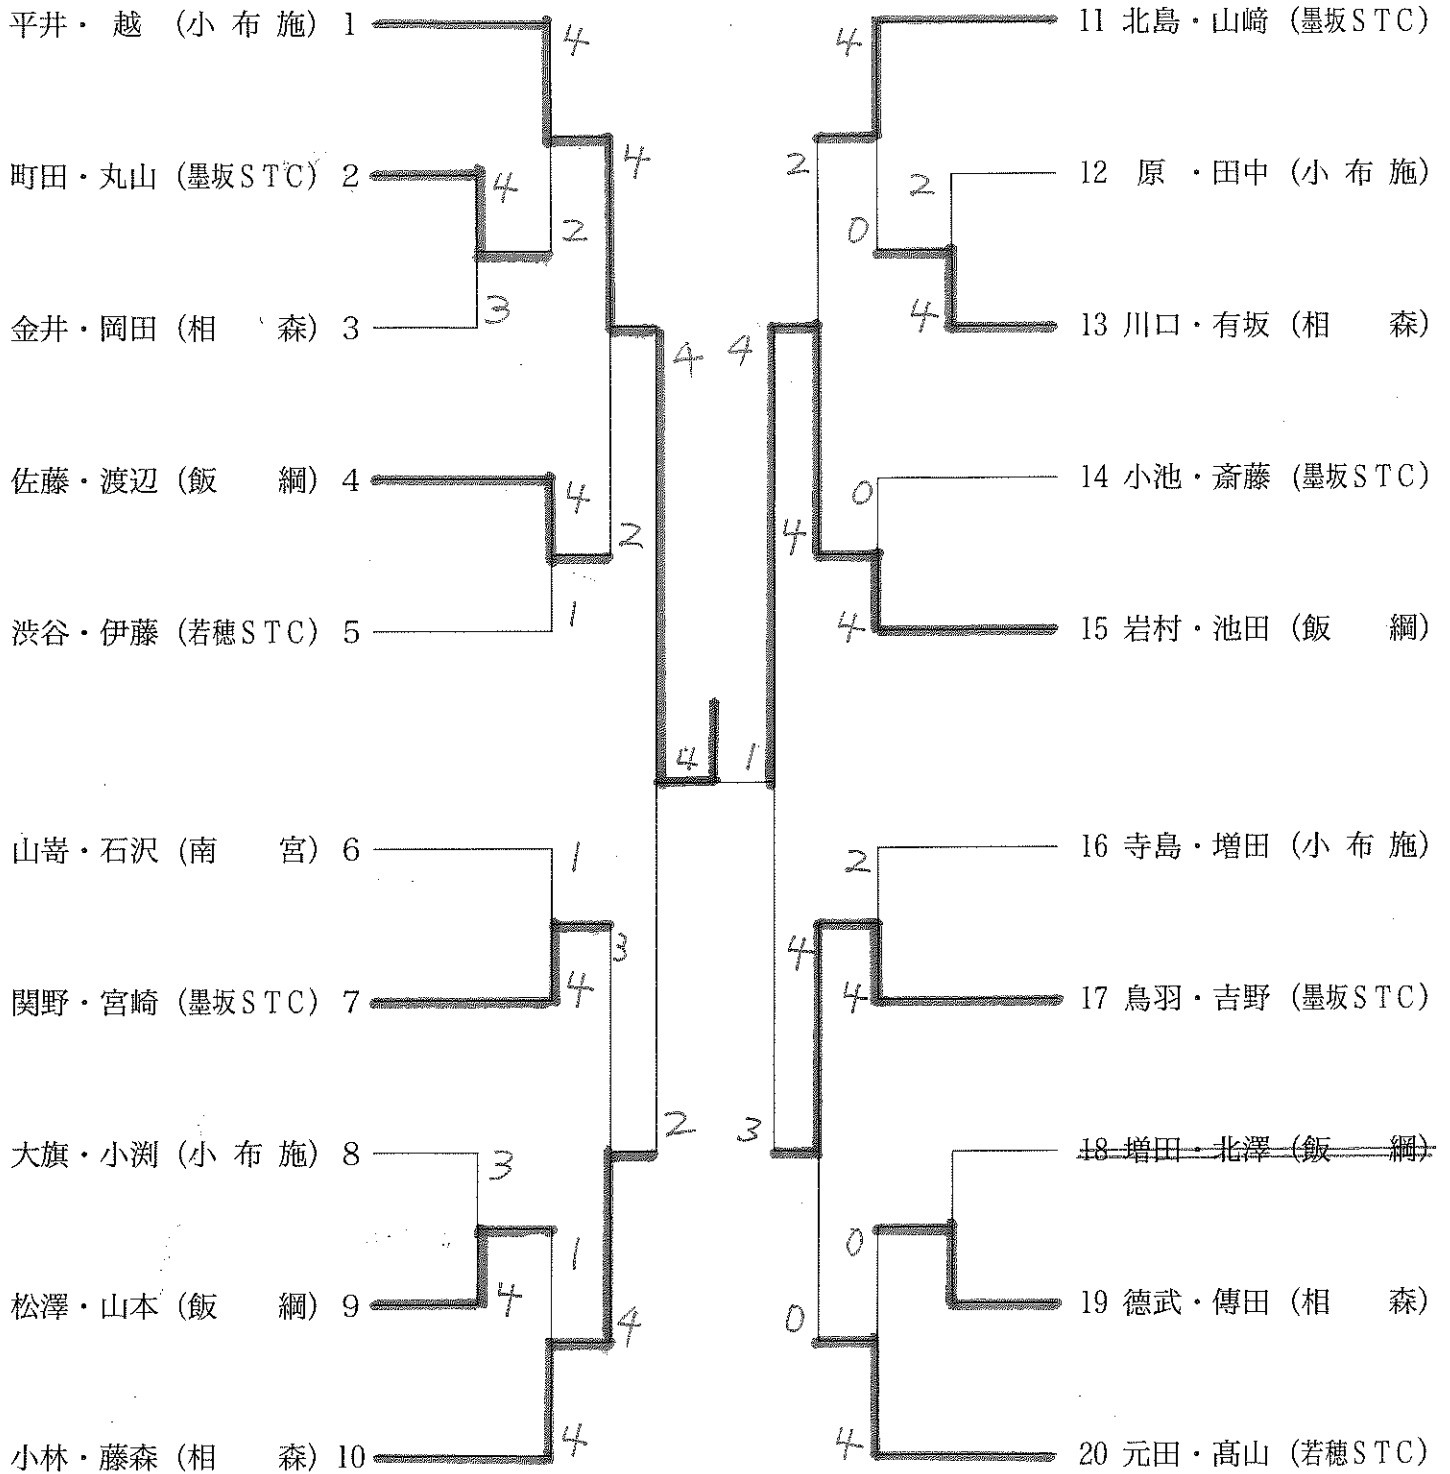 平井・ 越 (小 布 施) 1
4
町田・丸山 (墨坂STC) 2
4
4
2
金井・岡田 (相 森) 3
3
4
佐藤・渡辺 (飯 綱) 4
4
2
渋谷・伊藤 (若穂STC) 5
1
4
山嵜・石沢 (南 宮) 6
1
3
関野・宮崎 (墨坂STC) 7
4
2
大旗・小渕 (小 布 施) 8
3
1
松澤・山本 (飯 綱) 9
4
4
小林・藤森 (相 森) 10
4
11 北島・山﨑 (墨坂STC)
4
2
12 原 ・田中 (小 布 施)
2
0
13 川口・有坂 (相 森)
4
4
14 小池・斎藤 (墨坂STC)
0
4
15 岩村・池田 (飯 綱)
4
1
16 寺島・増田 (小 布 施)
2
4
17 鳥羽・吉野 (墨坂STC)
4
3
18 増田・北澤 (飯 綱)
0
19 德武・傳田 (相 森)
0
20 元田・髙山 (若穂STC)
4